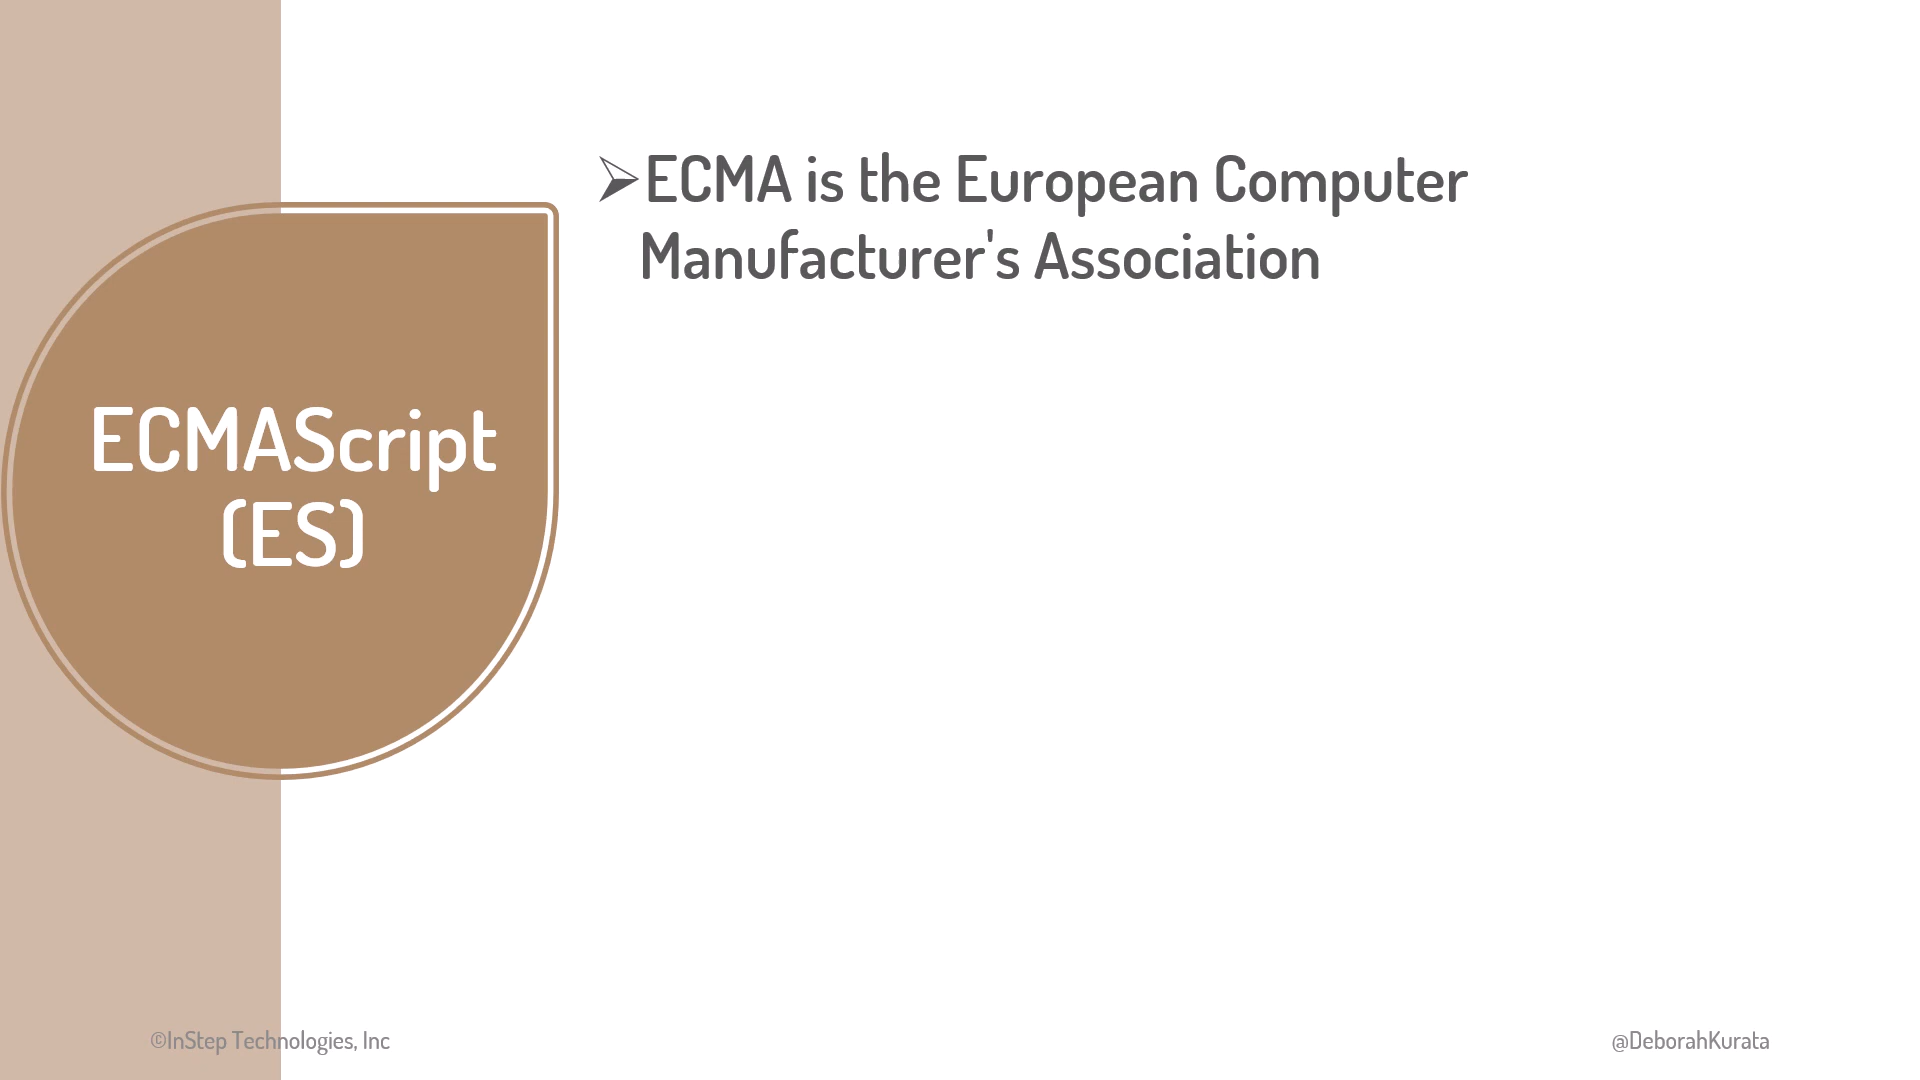 ECMAScript
(ES)
➢ECMA is the European Computer
Manufacturer's Association
©InStep Technologies, Inc
@DeborahKurata